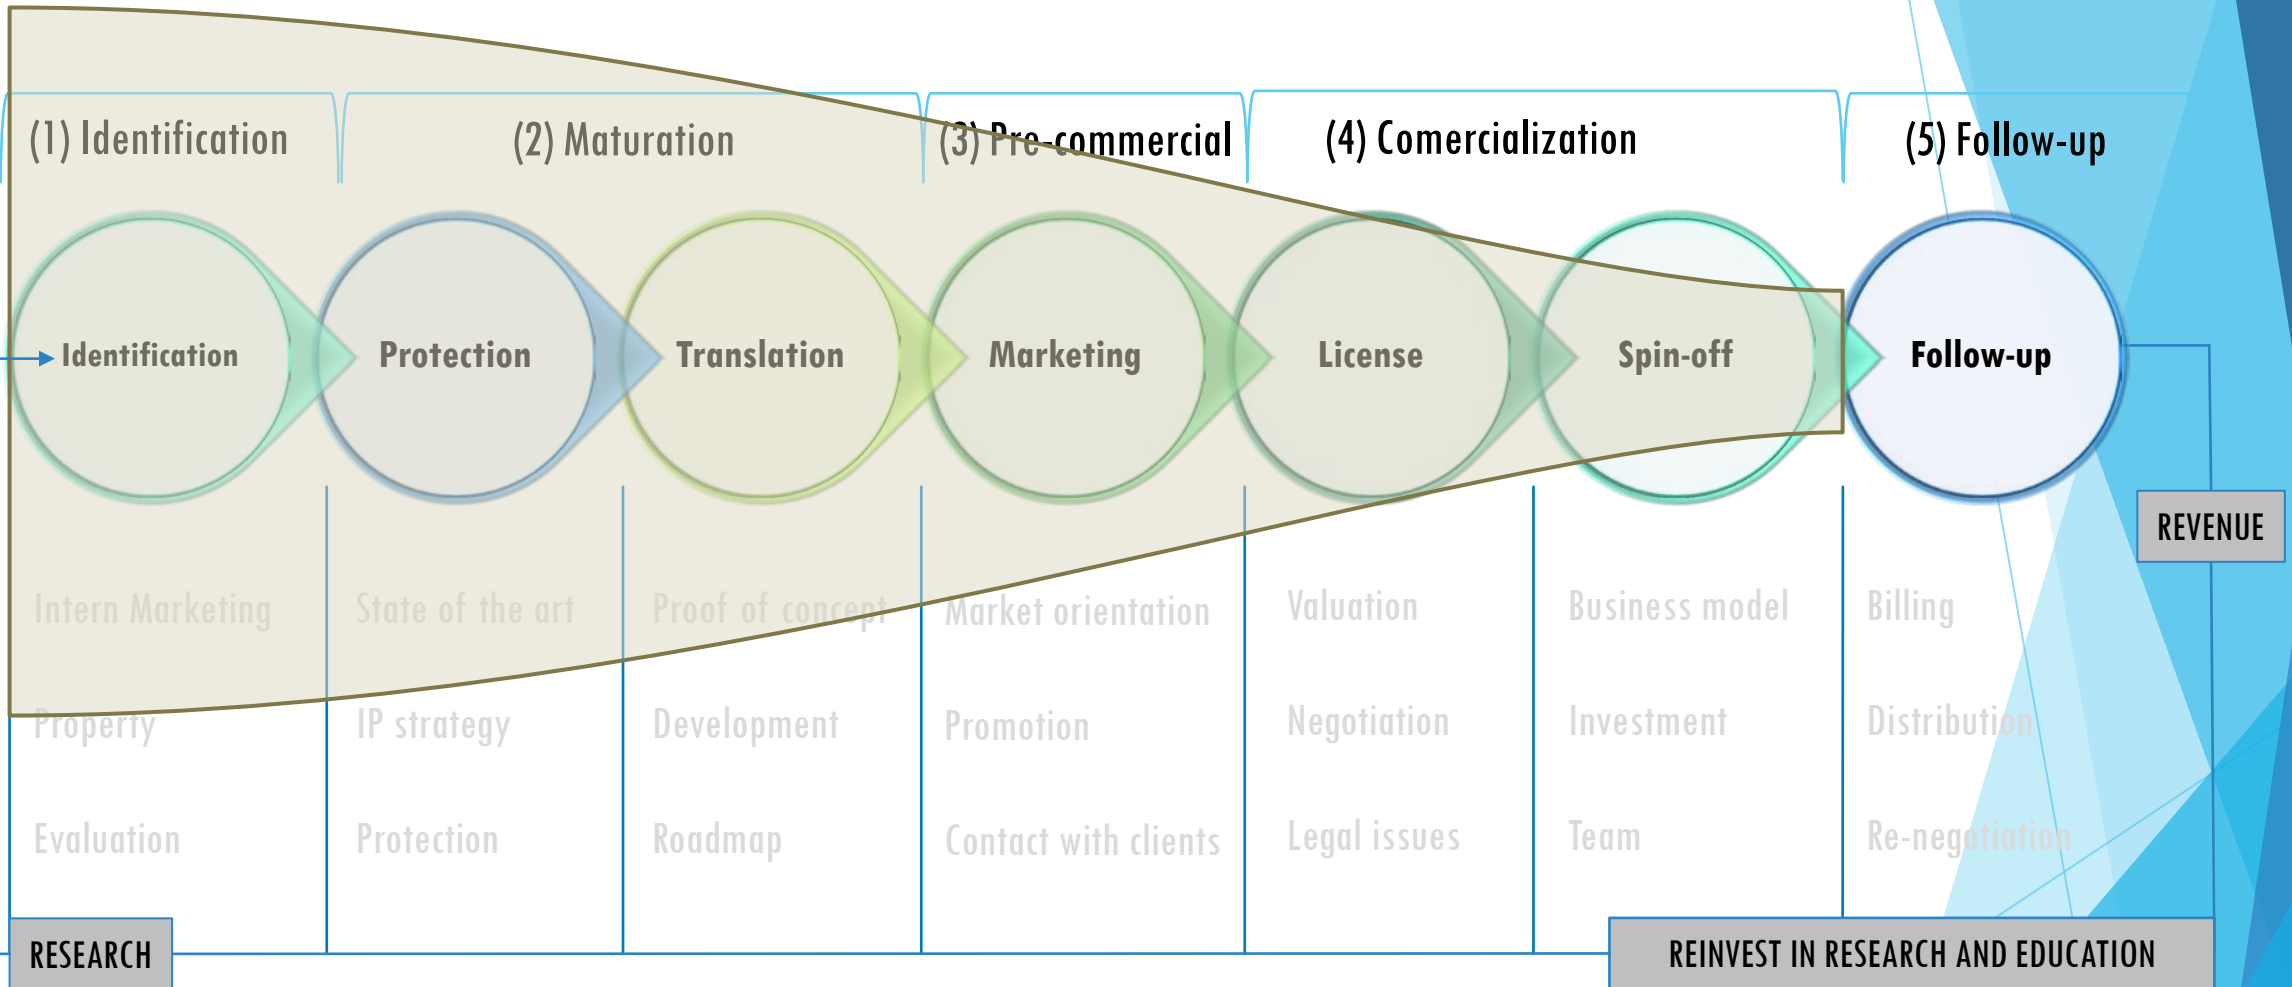 (1) Identification
(2) Maturation
(3) Pre-commercial
(4) Comercialization
(5) Follow-up
Identification
Protection
Translation
Marketing
License
Spin-off
Follow-up
REVENUE
Intern Marketing
State of the art
Proof of concept
Market orientation
Valuation
Business model
Billing
Property
IP strategy
Development
Promotion
Negotiation
Investment
Distribution
Evaluation
Protection
Roadmap
Contact with clients
Legal issues
Team
Re-negotiation
RESEARCH
REINVEST IN RESEARCH AND EDUCATION